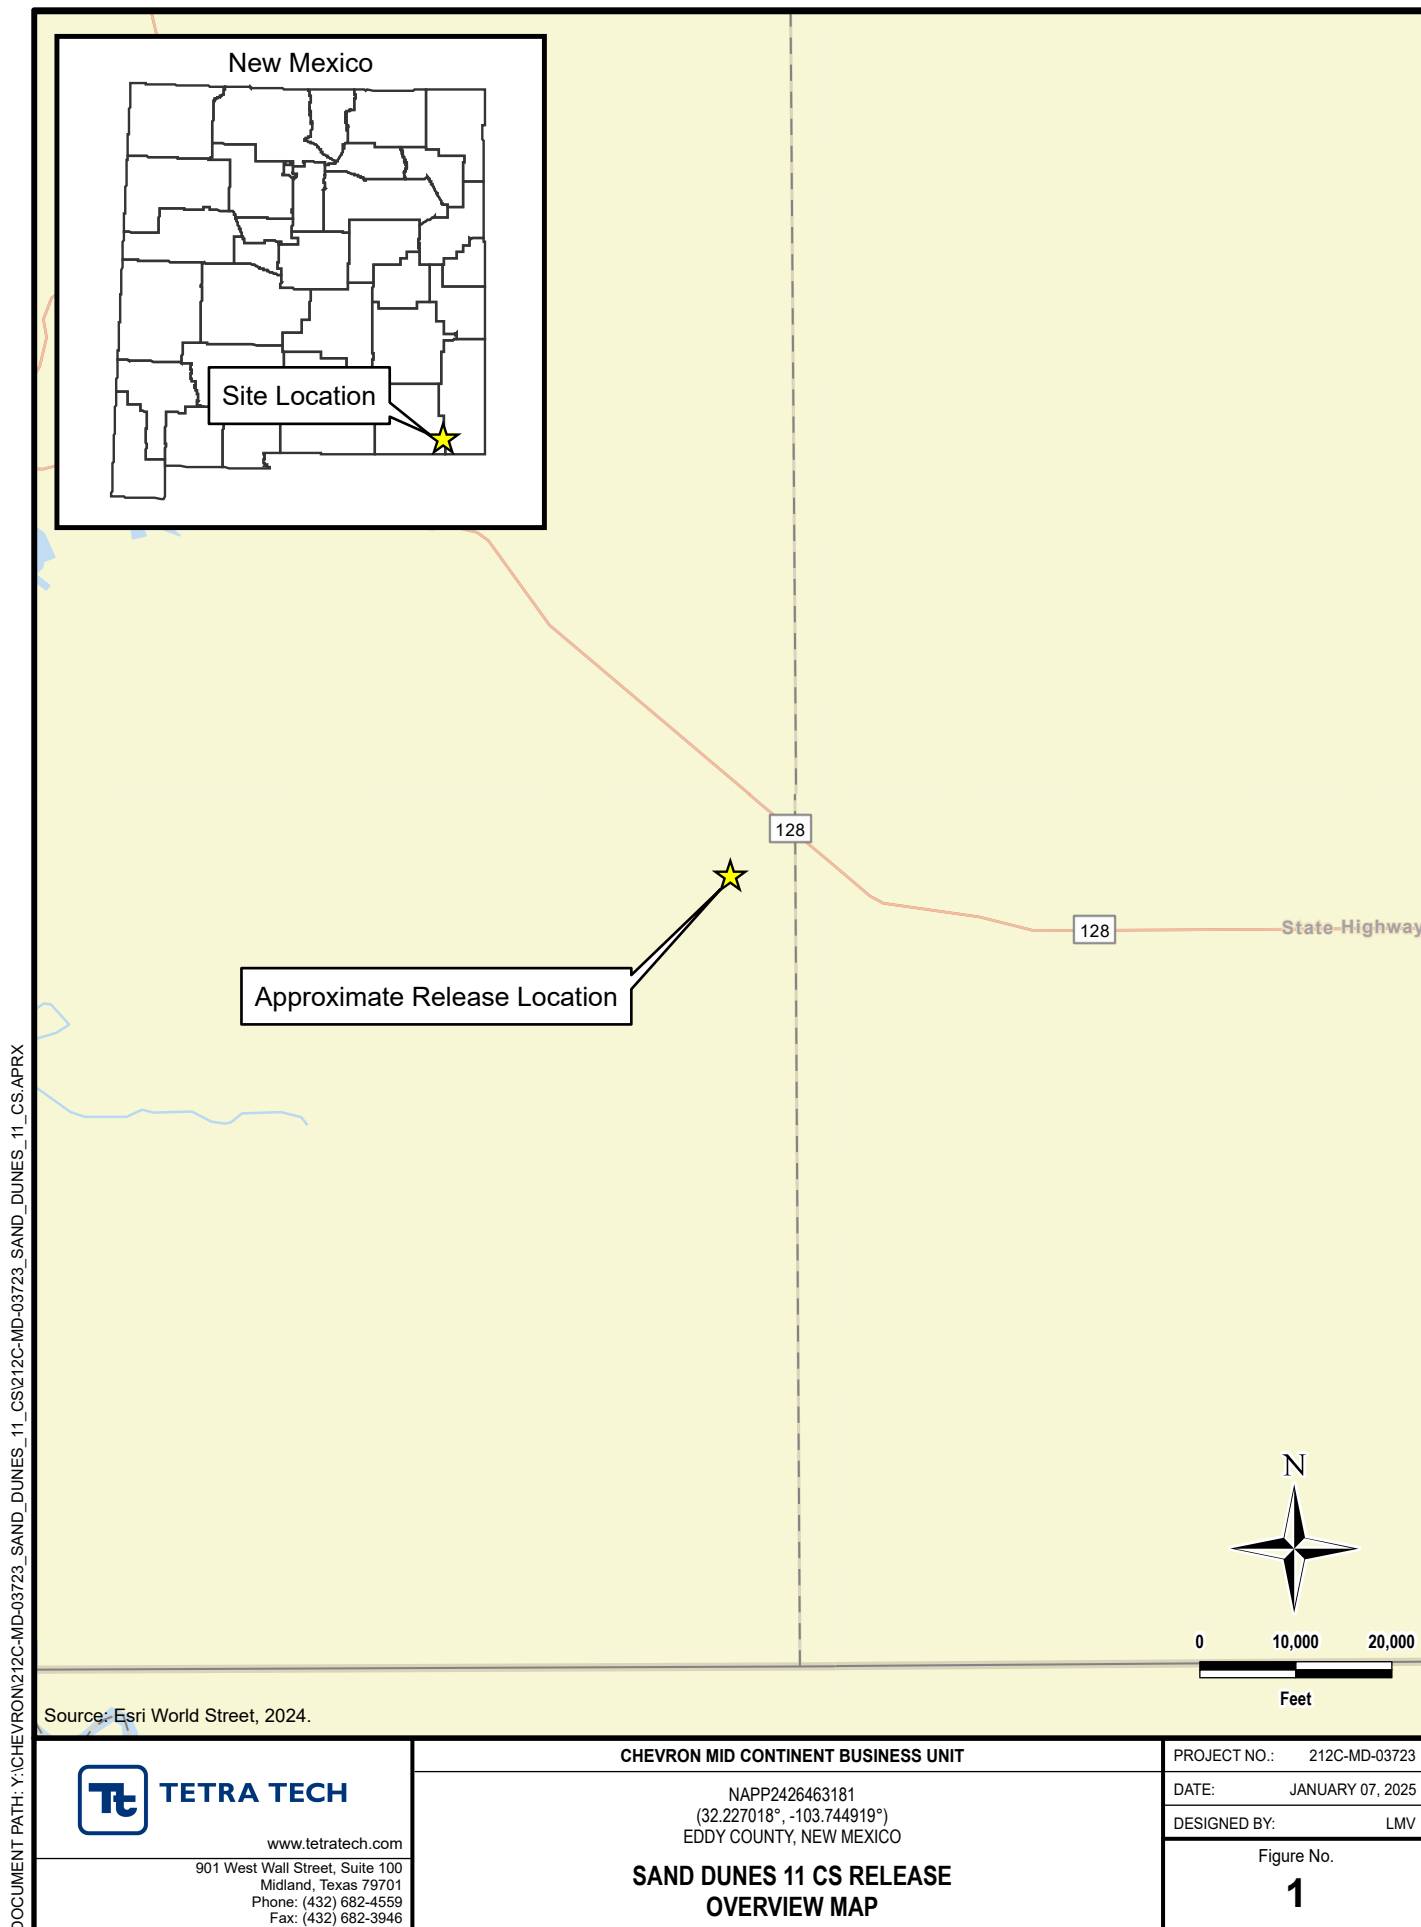 New Mexico
Site Location
128
128
State Highway
Approximate Release Location
N
0 10,000 20,000
Feet
Source: Esri World Street, 2024.
DOCUMENT PATH: Y:\CHEVRON\212C-MD-03723_SAND_DUNES_11_CS\212C-MD-03723_SAND_DUNES_11_CS.APRX
Tt TETRA TECH
www.tetratech.com
901 West Wall Street, Suite 100
Midland, Texas 79701
Phone: (432) 682-4559
Fax: (432) 682-3946
CHEVRON MID CONTINENT BUSINESS UNIT
NAPP2426463181
(32.227018°, -103.744919°)
EDDY COUNTY, NEW MEXICO
SAND DUNES 11 CS RELEASE
OVERVIEW MAP
PROJECT NO.: 212C-MD-03723
DATE: JANUARY 07, 2025
DESIGNED BY: LMV
Figure No.
1